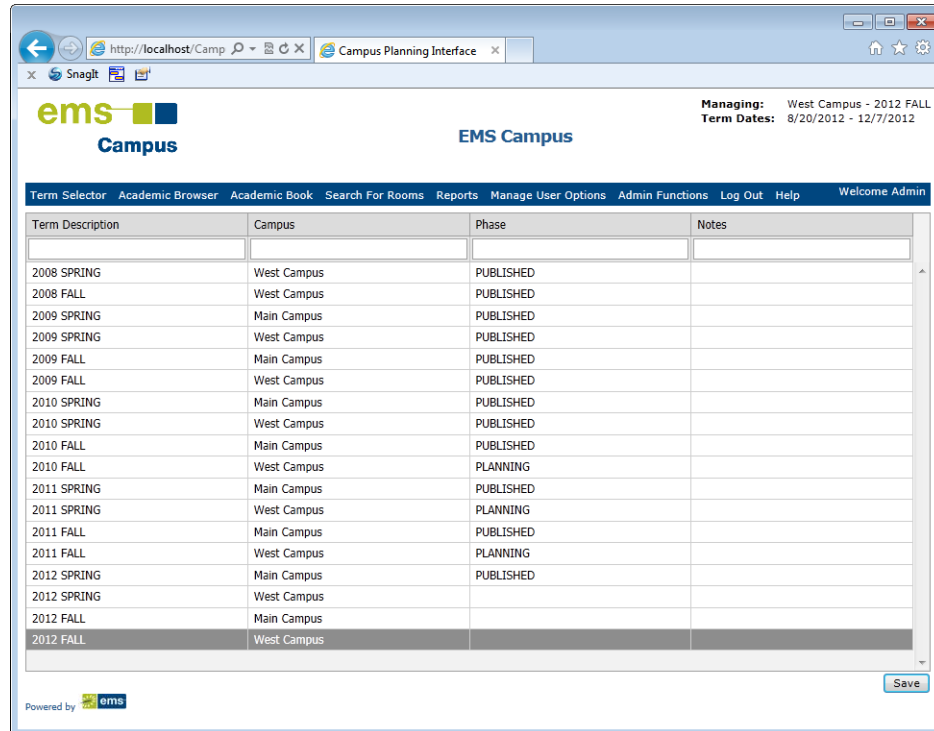 http://localhost/Camp
Campus Planning Interface
x SnagIt
ems
Campus
EMS Campus
Managing: West Campus - 2012 FALL
Term Dates: 8/20/2012 - 12/7/2012
Term Selector Academic Browser Academic Book Search For Rooms Reports Manage User Options Admin Functions Log Out Help Welcome Admin
Term Description Campus Phase Notes
2008 SPRING West Campus PUBLISHED
2008 FALL West Campus PUBLISHED
2009 SPRING Main Campus PUBLISHED
2009 SPRING West Campus PUBLISHED
2009 FALL Main Campus PUBLISHED
2009 FALL West Campus PUBLISHED
2010 SPRING Main Campus PUBLISHED
2010 SPRING West Campus PUBLISHED
2010 FALL Main Campus PUBLISHED
2010 FALL West Campus PLANNING
2011 SPRING Main Campus PUBLISHED
2011 SPRING West Campus PLANNING
2011 FALL Main Campus PUBLISHED
2011 FALL West Campus PLANNING
2012 SPRING Main Campus PUBLISHED
2012 SPRING West Campus
2012 FALL Main Campus
2012 FALL West Campus
Save
Powered by ems